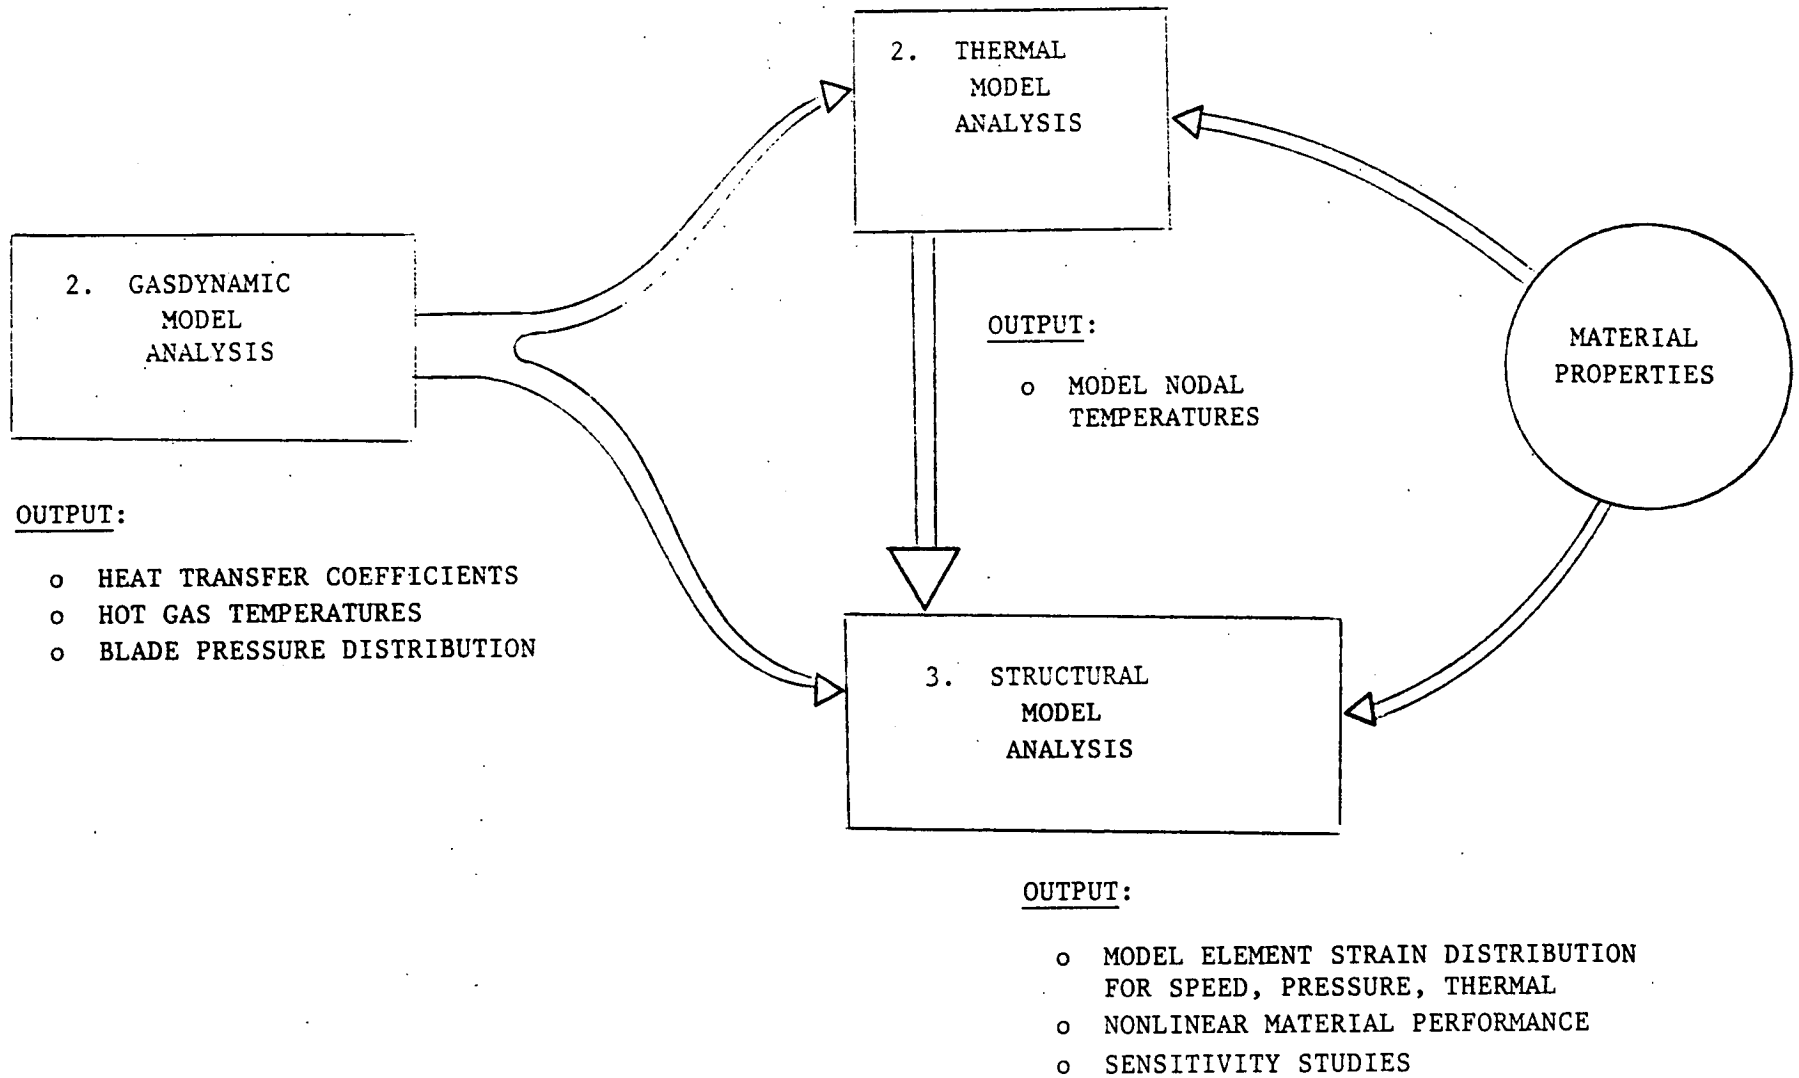 2. THERMAL
MODEL
ANALYSIS
2. GASDYNAMIC
MODEL
ANALYSIS
OUTPUT:
o MODEL NODAL
TEMPERATURES
MATERIAL
PROPERTIES
OUTPUT:
o HEAT TRANSFER COEFFICIENTS
o HOT GAS TEMPERATURES
o BLADE PRESSURE DISTRIBUTION
3. STRUCTURAL
MODEL
ANALYSIS
OUTPUT:
o MODEL ELEMENT STRAIN DISTRIBUTION
FOR SPEED, PRESSURE, THERMAL
o NONLINEAR MATERIAL PERFORMANCE
o SENSITIVITY STUDIES